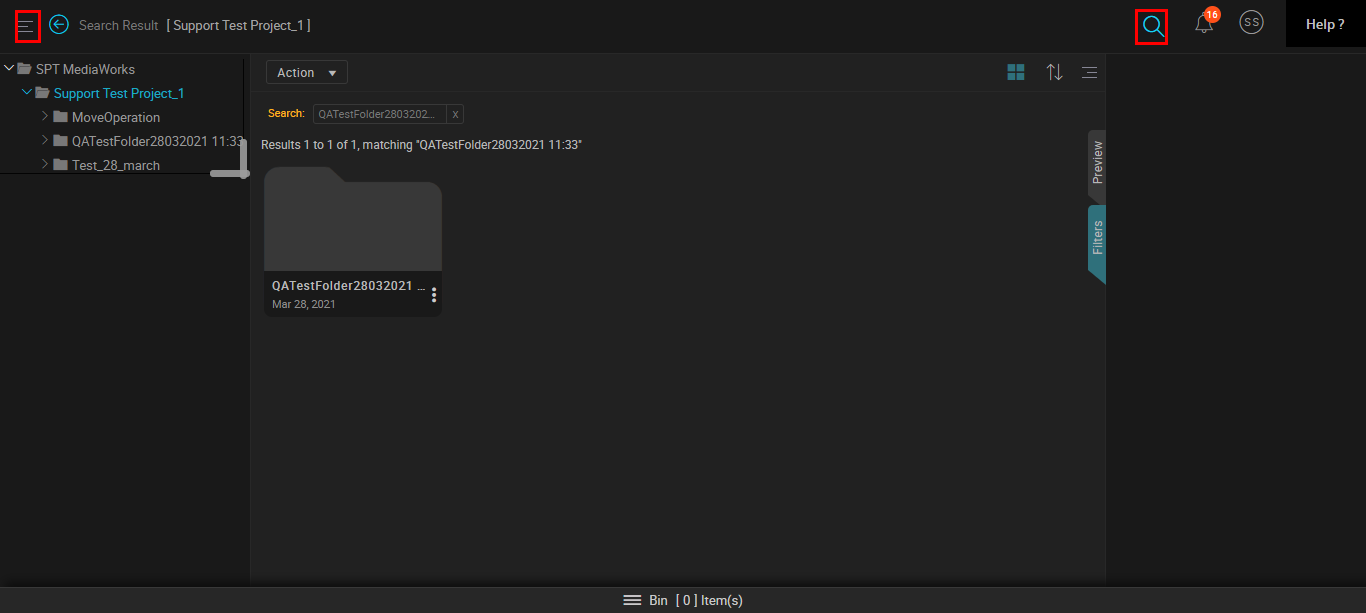 Search Result [ Support Test Project_1 ]
16
SS
Help ?
SPT MediaWorks
Support Test Project_1
MoveOperation
QATestFolder28032021 11:33
Test_28_march
Action
Search: QATestFolder2803202... X
Results 1 to 1 of 1, matching "QATestFolder28032021 11:33"
QATestFolder28032021 ...
Mar 28, 2021
Preview
Filters
Bin [ 0 ] Item(s)